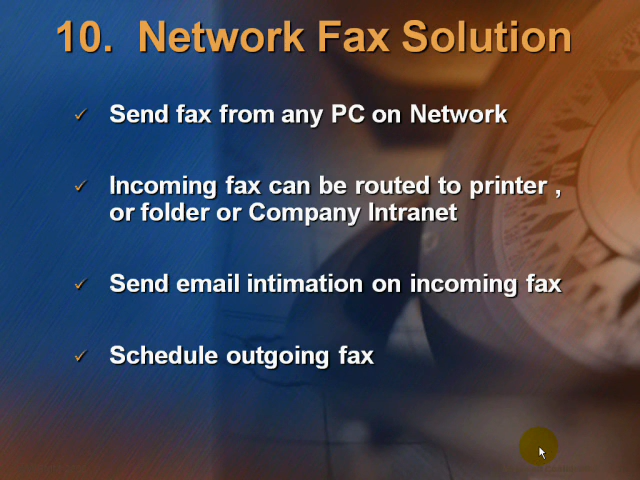 10. Network Fax Solution
Send fax from any PC on Network
Incoming fax can be routed to printer ,
or folder or Company Intranet
Send email intimation on incoming fax
Schedule outgoing fax